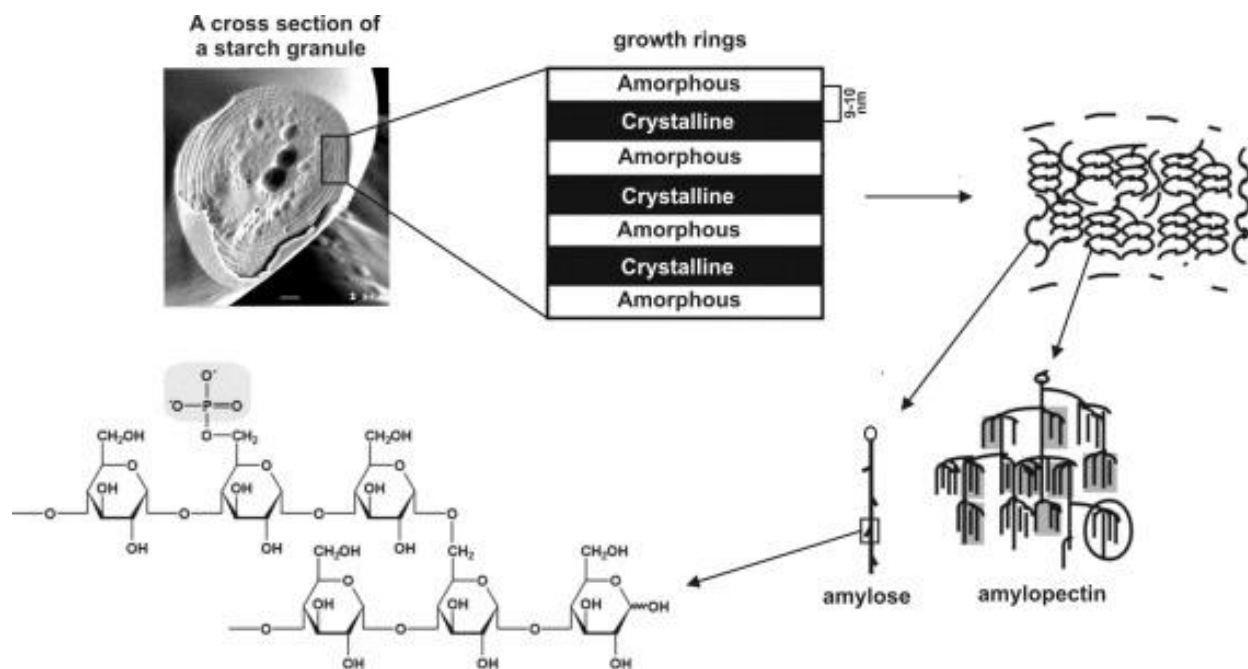 A cross section of
a starch granule
growth rings
Amorphous
Crystalline
Amorphous
Crystalline
Amorphous
Crystalline
Amorphous
9-10
nm
O-
-O
P
O
O
CH2
CH2OH
CH2OH
O
O
O
OH
OH
OH
O
O
O
O
OH
OH
OH
CH2OH
CH2
CH2OH
O
O
O
OH
OH
OH
OH
O
O
O
OH
OH
OH
amylose
amylopectin